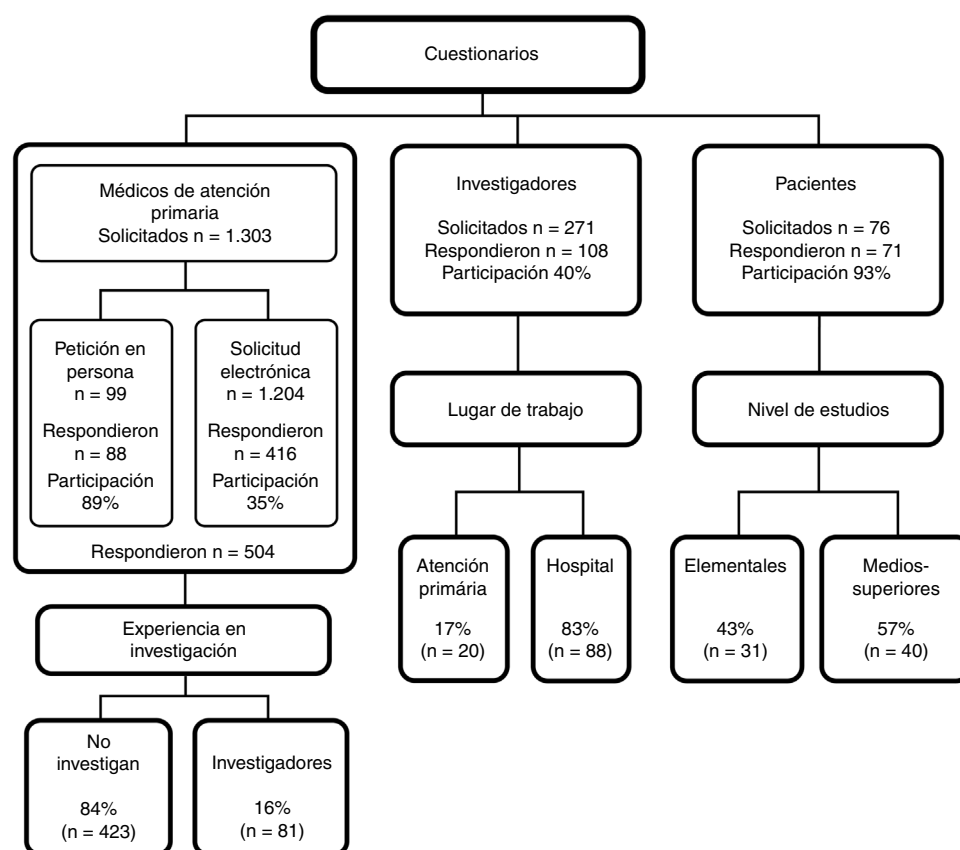 Cuestionarios
Médicos de atención
primaria
Solicitados n = 1.303
Petición en
persona
n = 99
Respondieron
n = 88
Participación
89%
Solicitud
electrónica
n = 1.204
Respondieron
n = 416
Participación
35%
Respondieron n = 504
Experiencia en
investigación
No
investigan
84%
(n = 423)
Investigadores
16%
(n = 81)
Investigadores
Solicitados n = 271
Respondieron n = 108
Participación 40%
Lugar de trabajo
Atención
primária
17%
(n = 20)
Hospital
83%
(n = 88)
Pacientes
Solicitados n = 76
Respondieron n = 71
Participación 93%
Nivel de estudios
Elementales
43%
(n = 31)
Medios-
superiores
57%
(n = 40)